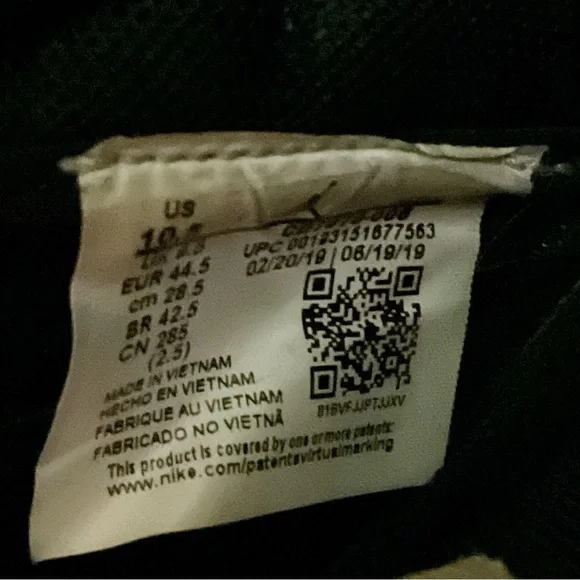 US
10.5
EUR 44.5
cm 28.5
BR 42.5
CN 285
(2.5)
UPC 00193151677563
02/20/19 | 06/19/19
MADE IN VIETNAM
HECHO EN VIETNAM
FABRIQUE AU VIETNAM
FABRICADO NO VIETNÃ
This product is covered by one or more patents:
www.nike.com/patentsvirtualmarking